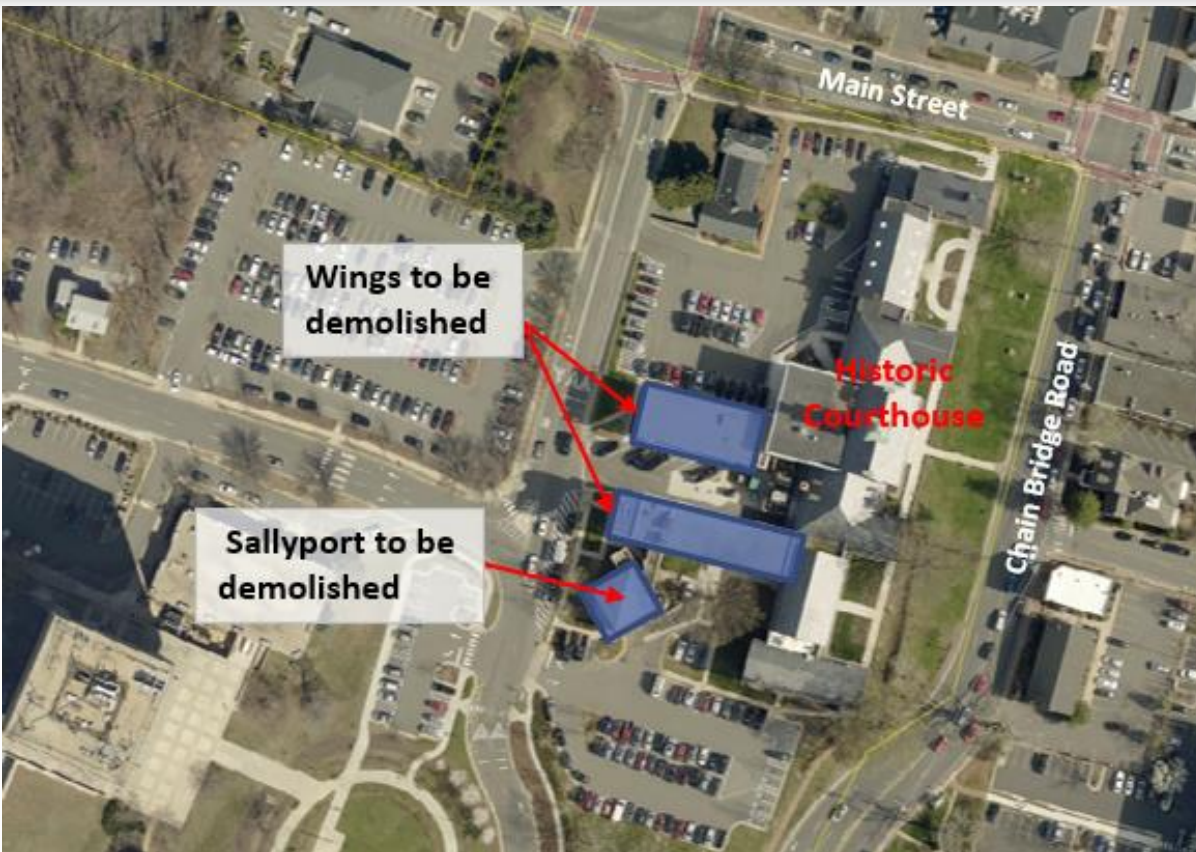 Main Street
Wings to be
demolished
Historic
Courthouse
Chain Bridge Road
Sallyport to be
demolished